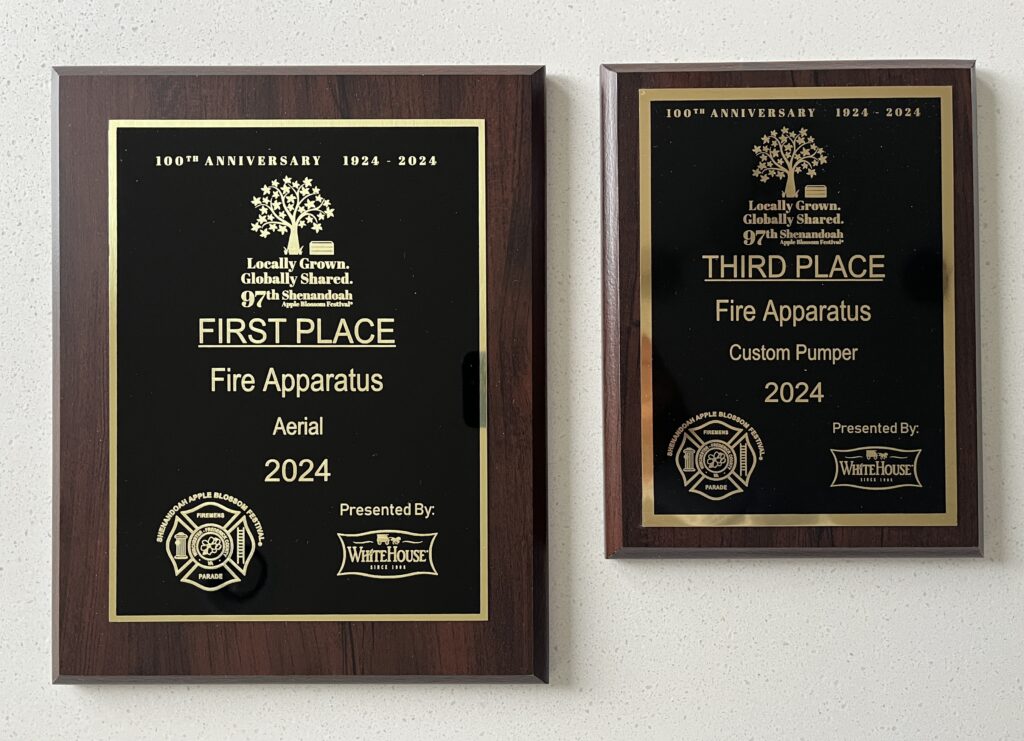 100TH ANNIVERSARY 1924 - 2024
Locally Grown.
Globally Shared.
97th Shenandoah
Apple Blossom Festival®
FIRST PLACE
Fire Apparatus
Aerial
2024
SHENANDOAH APPLE BLOSSOM FESTIVAL®
FIREMENS
PARADE
Presented By:
WHITEHOUSE
SINCE 1908
100TH ANNIVERSARY 1924 - 2024
Locally Grown.
Globally Shared.
97th Shenandoah
Apple Blossom Festival®
THIRD PLACE
Fire Apparatus
Custom Pumper
2024
SHENANDOAH APPLE BLOSSOM FESTIVAL®
FIREMENS
PARADE
Presented By:
WHITEHOUSE
SINCE 1908